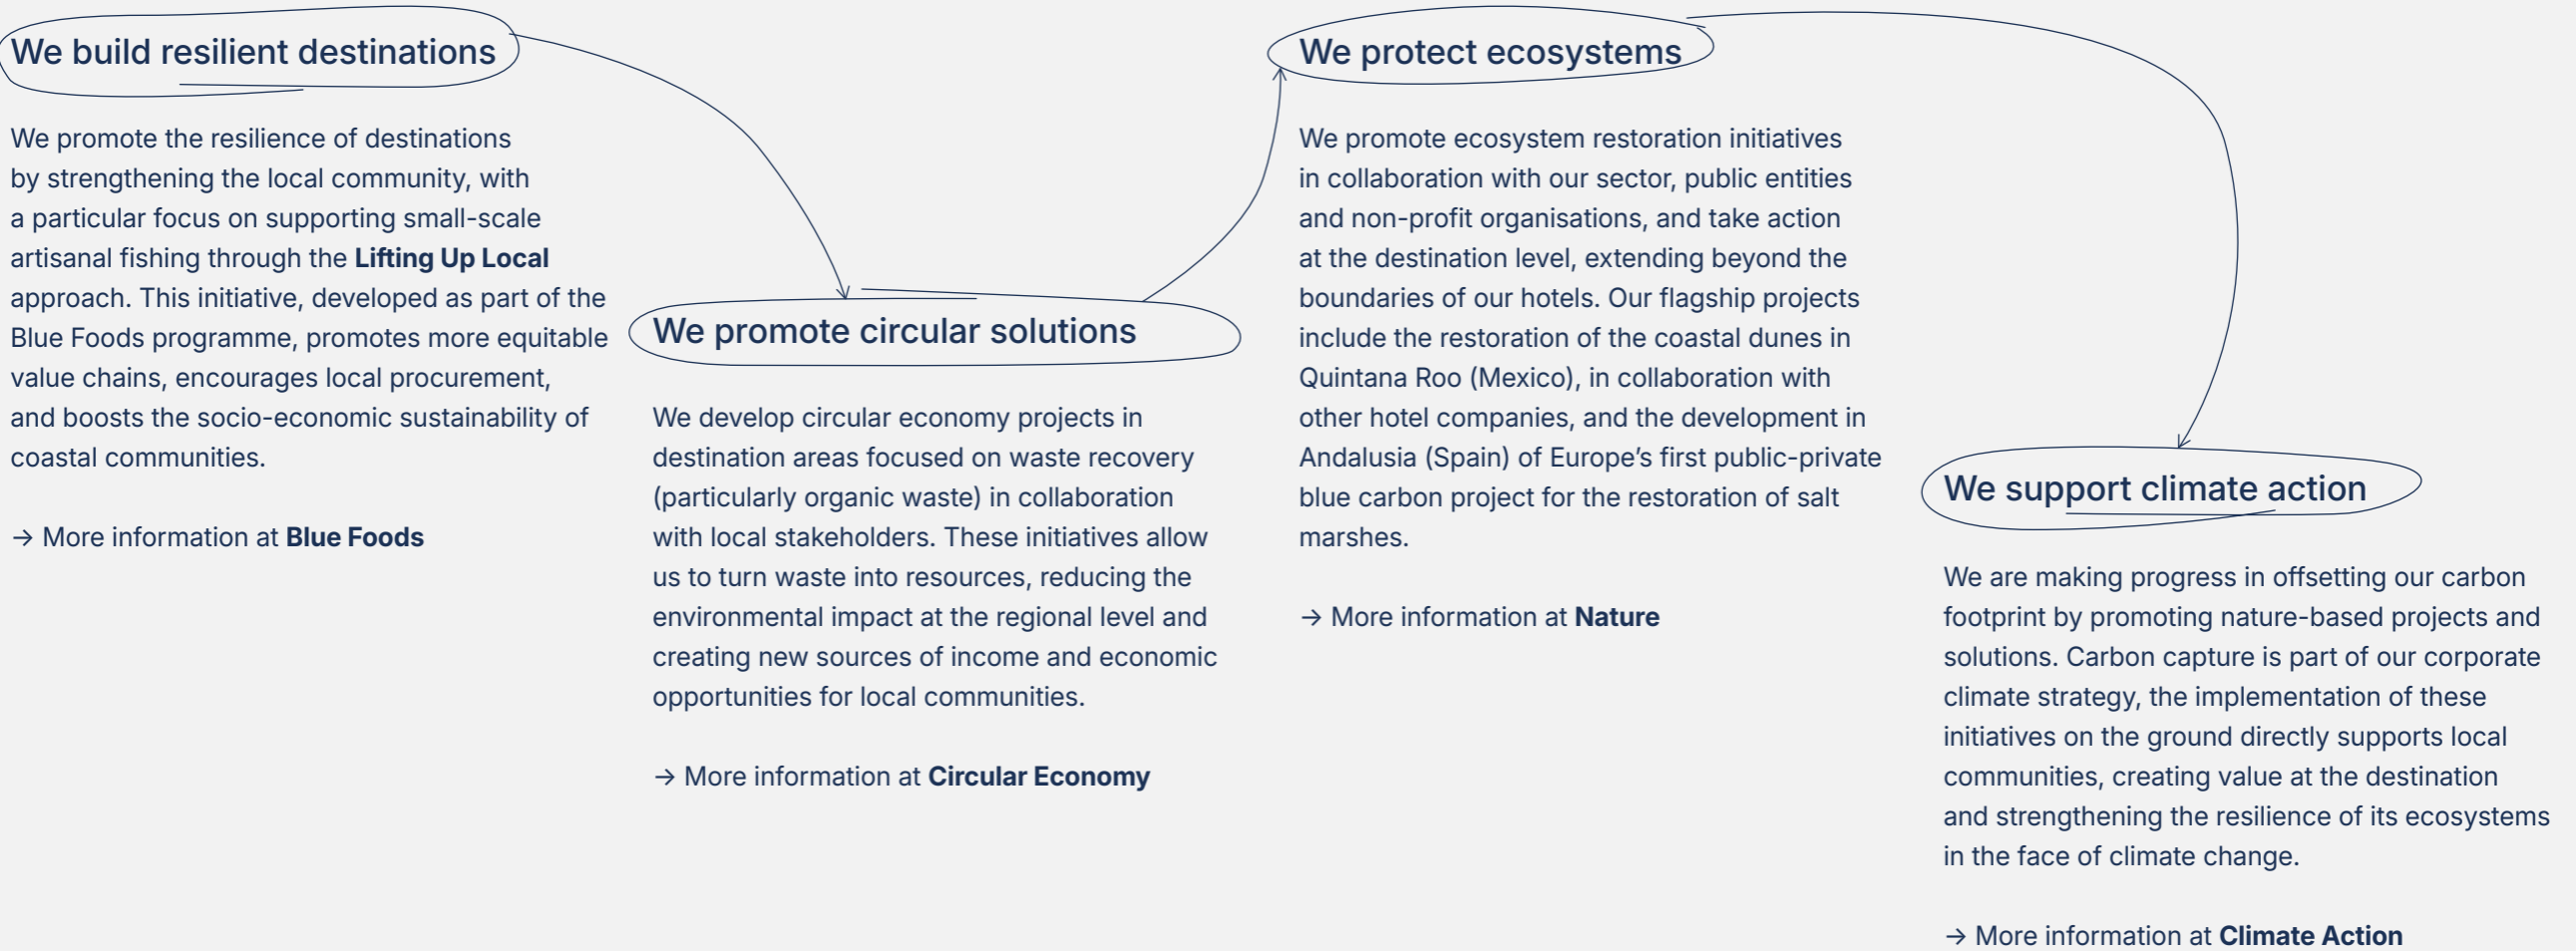 We build resilient destinations
We promote the resilience of destinations
by strengthening the local community, with
a particular focus on supporting small-scale
artisanal fishing through the Lifting Up Local
approach. This initiative, developed as part of the
Blue Foods programme, promotes more equitable
value chains, encourages local procurement,
and boosts the socio-economic sustainability of
coastal communities.
→ More information at Blue Foods
We promote circular solutions
We develop circular economy projects in
destination areas focused on waste recovery
(particularly organic waste) in collaboration
with local stakeholders. These initiatives allow
us to turn waste into resources, reducing the
environmental impact at the regional level and
creating new sources of income and economic
opportunities for local communities.
→ More information at Circular Economy
We protect ecosystems
We promote ecosystem restoration initiatives
in collaboration with our sector, public entities
and non-profit organisations, and take action
at the destination level, extending beyond the
boundaries of our hotels. Our flagship projects
include the restoration of the coastal dunes in
Quintana Roo (Mexico), in collaboration with
other hotel companies, and the development in
Andalusia (Spain) of Europe’s first public-private
blue carbon project for the restoration of salt
marshes.
→ More information at Nature
We support climate action
We are making progress in offsetting our carbon
footprint by promoting nature-based projects and
solutions. Carbon capture is part of our corporate
climate strategy, the implementation of these
initiatives on the ground directly supports local
communities, creating value at the destination
and strengthening the resilience of its ecosystems
in the face of climate change.
→ More information at Climate Action